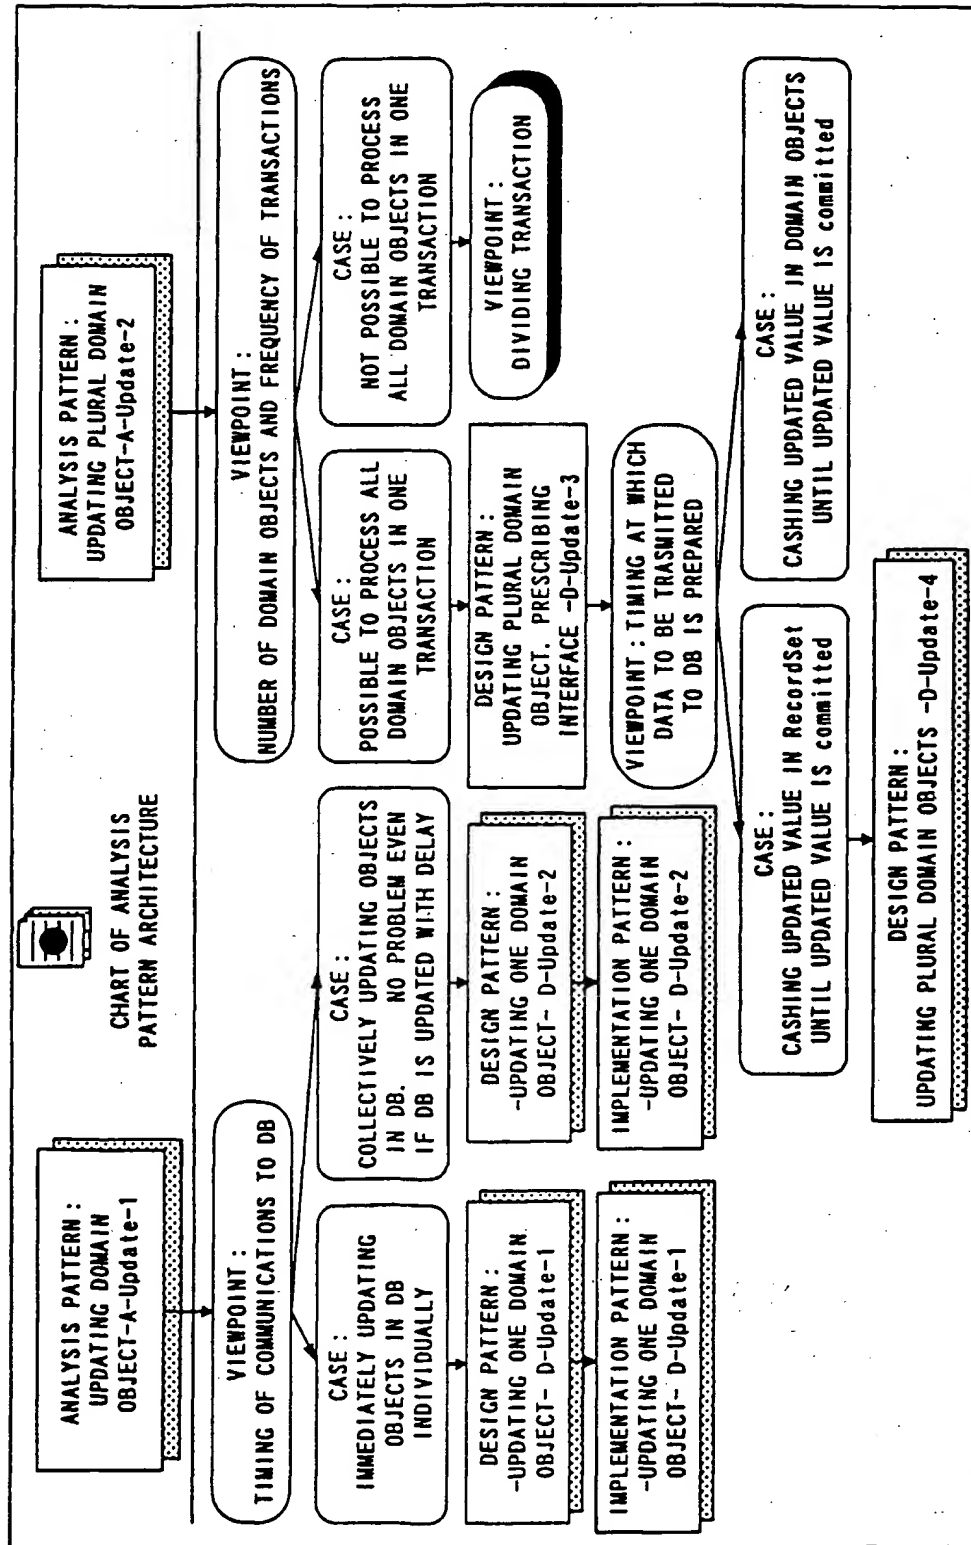 CHART OF ANALYSIS
PATTERN ARCHITECTURE
ANALYSIS PATTERN:
UPDATING DOMAIN
OBJECT-A-Update-1
VIEWPOINT:
TIMING OF COMMUNICATIONS TO DB
CASE:
IMMEDIATELY UPDATING
OBJECTS IN DB
INDIVIDUALLY
DESIGN PATTERN:
-UPDATING ONE DOMAIN
OBJECT- D-Update-1
IMPLEMENTATION PATTERN:
-UPDATING ONE DOMAIN
OBJECT- D-Update-1
CASE:
COLLECTIVELY UPDATING OBJECTS
IN DB. NO PROBLEM EVEN
IF DB IS UPDATED WITH DELAY
DESIGN PATTERN:
-UPDATING ONE DOMAIN
OBJECT- D-Update-2
IMPLEMENTATION PATTERN:
-UPDATING ONE DOMAIN
OBJECT- D-Update-2
ANALYSIS PATTERN:
UPDATING PLURAL DOMAIN
OBJECT-A-Update-2
VIEWPOINT:
NUMBER OF DOMAIN OBJECTS AND FREQUENCY OF TRANSACTIONS
CASE:
POSSIBLE TO PROCESS ALL
DOMAIN OBJECTS IN ONE
TRANSACTION
DESIGN PATTERN:
UPDATING PLURAL DOMAIN
OBJECT. PRESCRIBING
INTERFACE -D-Update-3
VIEWPOINT: TIMING AT WHICH
DATA TO BE TRASMITTED
TO DB IS PREPARED
CASE:
CASHING UPDATED VALUE IN RecordSet
UNTIL UPDATED VALUE IS committed
DESIGN PATTERN:
UPDATING PLURAL DOMAIN OBJECTS -D-Update-4
CASE:
CASHING UPDATED VALUE IN DOMAIN OBJECTS
UNTIL UPDATED VALUE IS committed
CASE:
NOT POSSIBLE TO PROCESS
ALL DOMAIN OBJECTS IN ONE
TRANSACTION
VIEWPOINT:
DIVIDING TRANSACTION